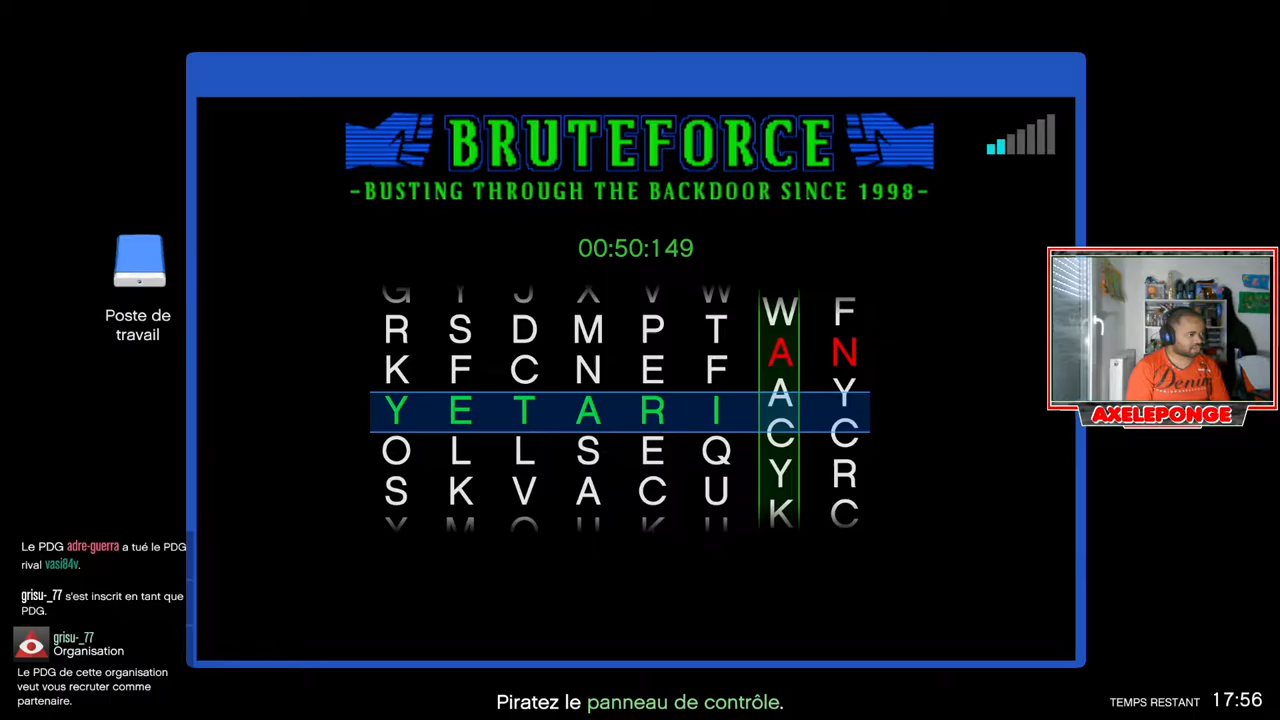 BRUTEFORCE
-BUSTING THROUGH THE BACKDOOR SINCE 1998-
00:50:149
G Y J X V W W F
R S D M P T A N
K F C N E F A Y
Y E T A R I C C
O L L S E Q Y R
S K V A C U K C
Poste de
travail
Denim
AXELEPONGE
Le PDG adre-guerra a tué le PDG
rival vasi84v.
grisu-_77 s'est inscrit en tant que
PDG.
grisu-_77
Organisation
Le PDG de cette organisation
veut vous recruter comme
partenaire.
Piratez le panneau de contrôle.
TEMPS RESTANT 17:56